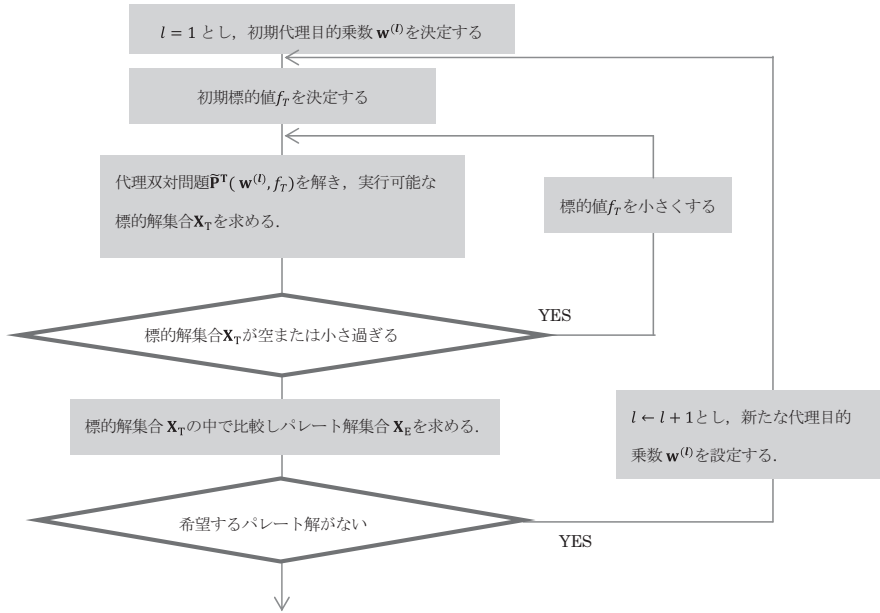 l = 1 とし，初期代理目的乗数 w⁽ˡ⁾を決定する
初期標的値f_Tを決定する
代理双対問題P̃ᵀ( w⁽ˡ⁾, f_T)を解き，実行可能な
標的解集合X_Tを求める．
標的値f_Tを小さくする
標的解集合X_Tが空または小さ過ぎる
YES
標的解集合 X_Tの中で比較しパレート解集合 X_Eを求める．
l ← l + 1とし，新たな代理目的
乗数 w⁽ˡ⁾を設定する．
希望するパレート解がない
YES